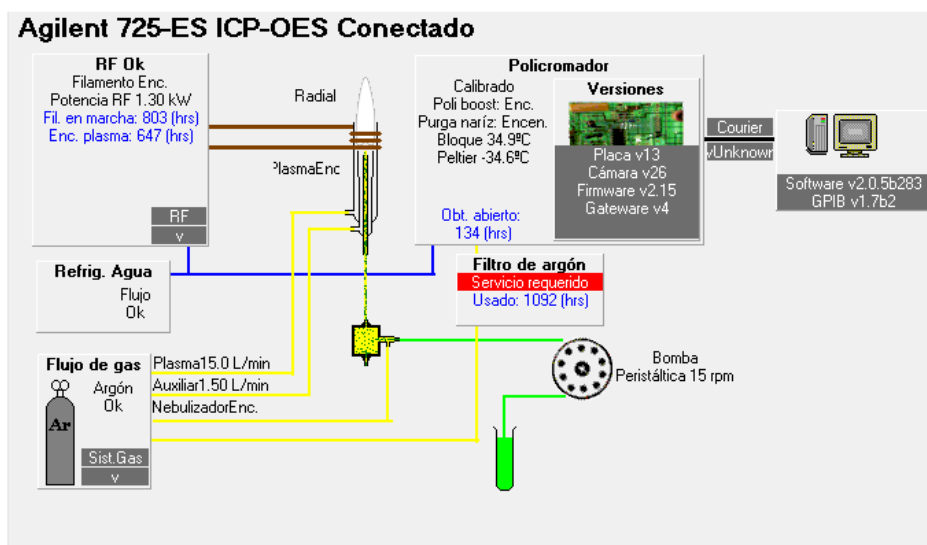 Agilent 725-ES ICP-OES Conectado
RF Ok
Filamento Enc.
Potencia RF 1.30 kW
Fil. en marcha: 803 (hrs)
Enc. plasma: 647 (hrs)
RF
v
Radial
PlasmaEnc
Policromador
Calibrado
Poli boost: Enc.
Purga naríz: Encen.
Bloque 34.9ºC
Peltier -34.6ºC
Obt. abierto:
134 (hrs)
Versiones
Placa v13
Cámara v26
Firmware v2.15
Gateware v4
Courier
vUnknown
Software v2.0.5b283
GPIB v1.7b2
Refrig. Agua
Flujo
Ok
Filtro de argón
Servicio requerido
Usado: 1092 (hrs)
Flujo de gas
Argón
Ok
Ar
Sist.Gas
v
Plasma15.0 L/min
Auxiliar1.50 L/min
NebulizadorEnc.
Bomba
Peristáltica 15 rpm